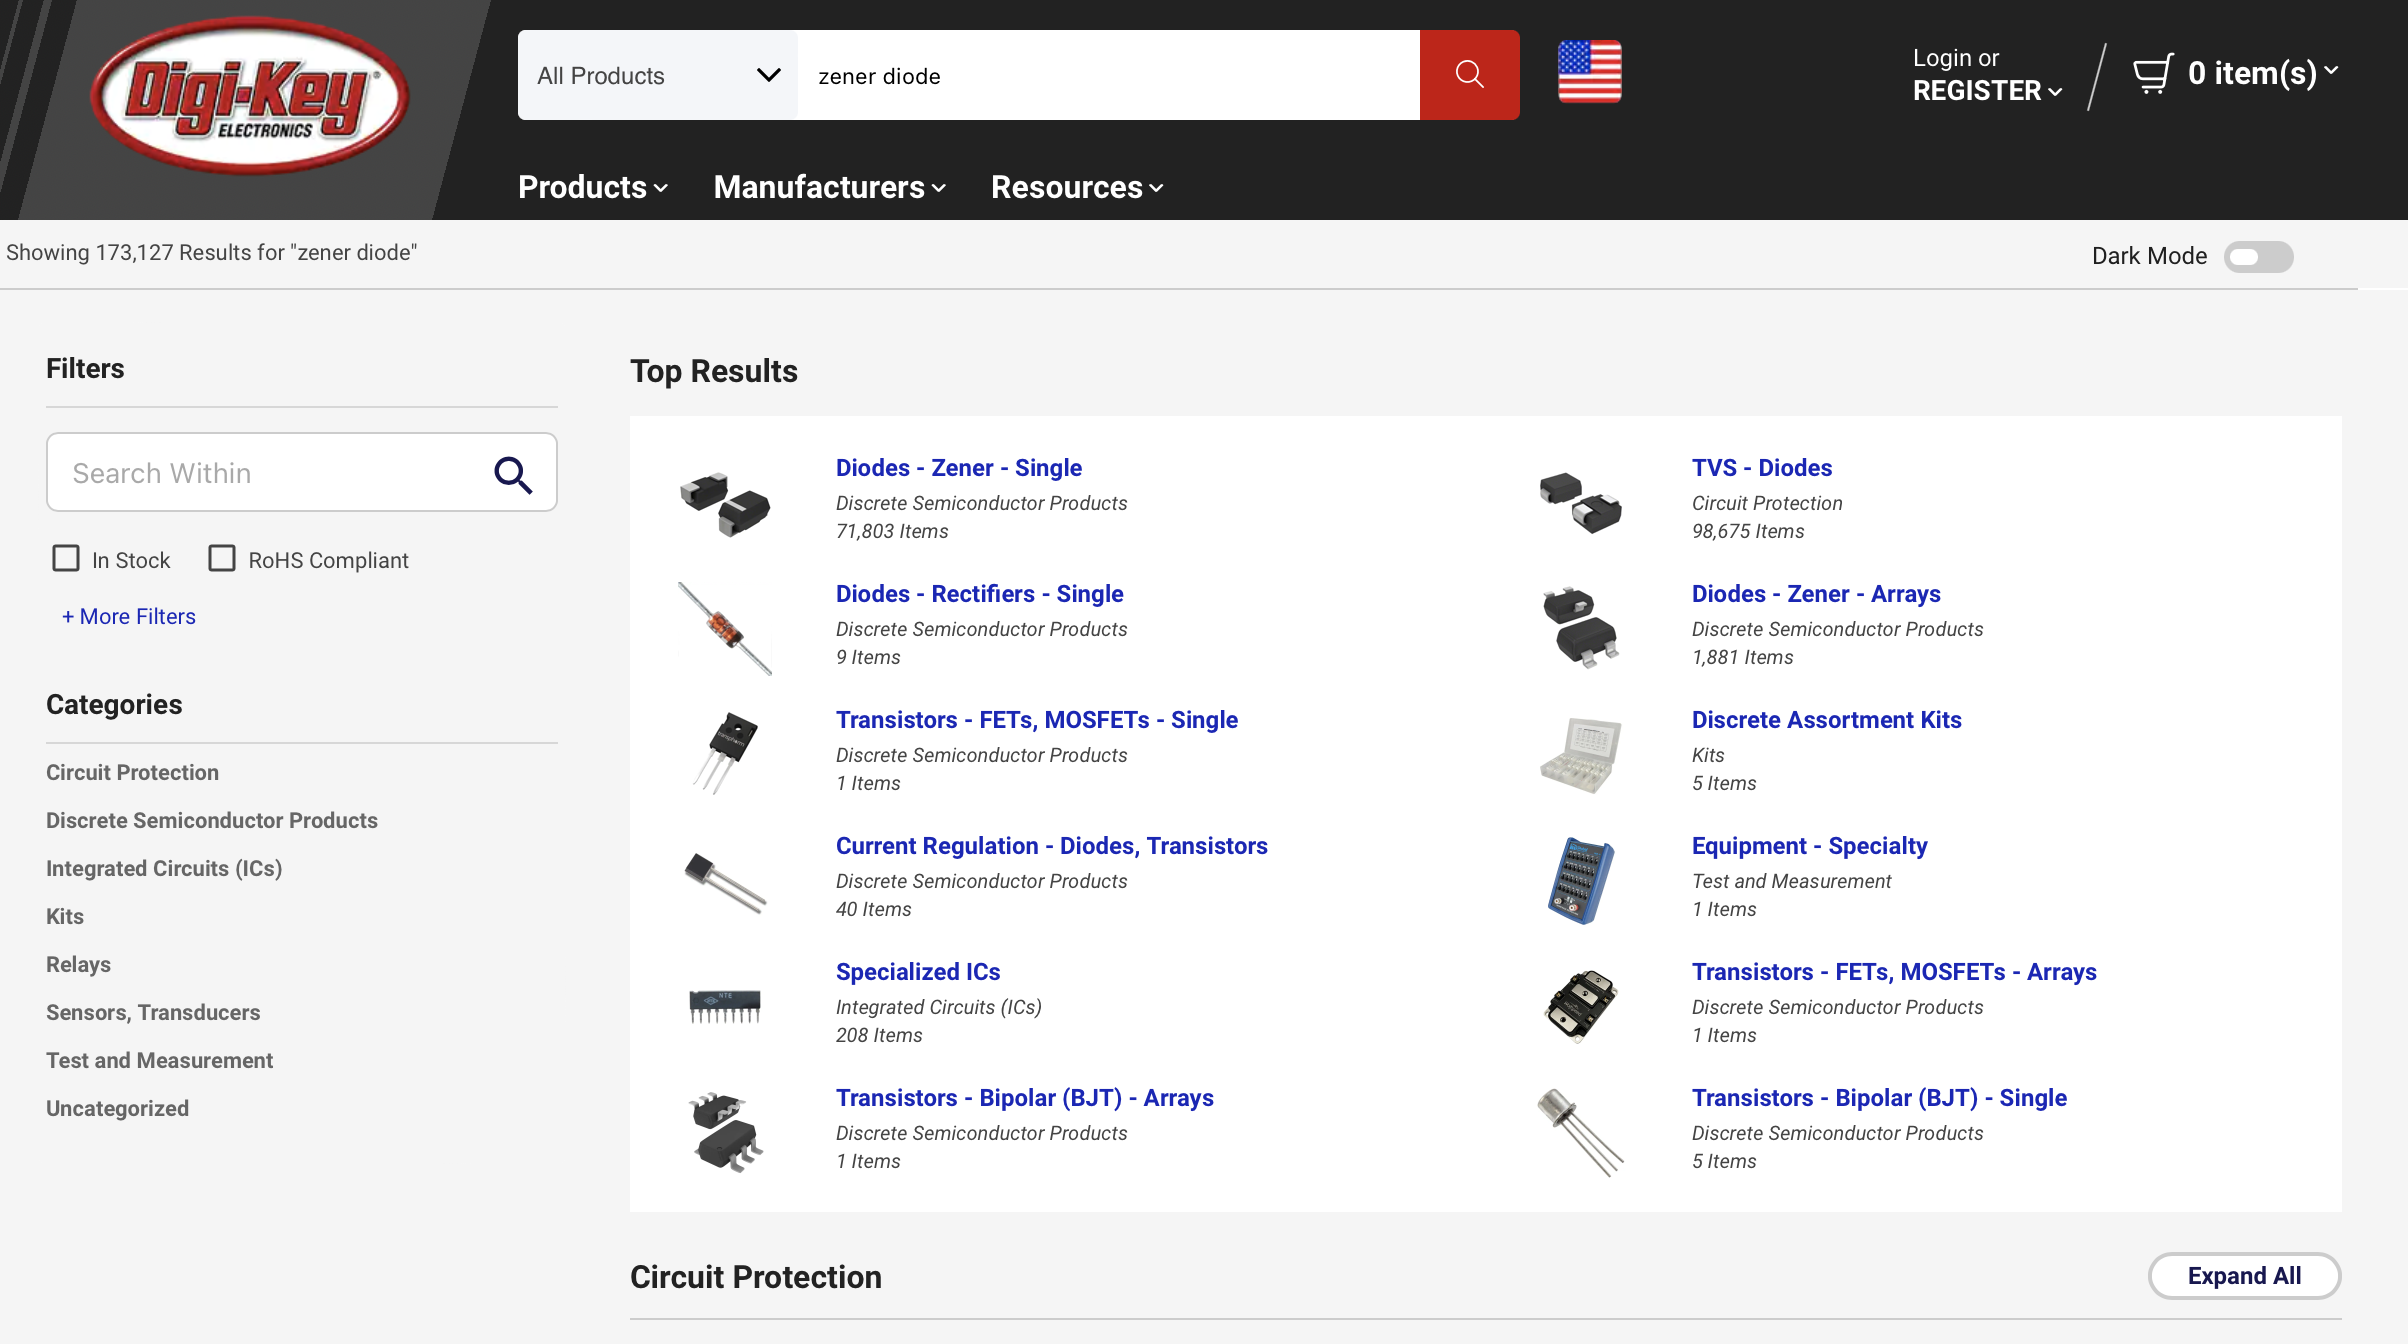 Digi-Key®
ELECTRONICS
All Products
zener diode
Login or
REGISTER
0 item(s)
Products
Manufacturers
Resources
Showing 173,127 Results for "zener diode"
Dark Mode
Filters
Search Within
In Stock
RoHS Compliant
+ More Filters
Categories
Circuit Protection
Discrete Semiconductor Products
Integrated Circuits (ICs)
Kits
Relays
Sensors, Transducers
Test and Measurement
Uncategorized
Top Results
Diodes - Zener - Single
Discrete Semiconductor Products
71,803 Items
TVS - Diodes
Circuit Protection
98,675 Items
Diodes - Rectifiers - Single
Discrete Semiconductor Products
9 Items
Diodes - Zener - Arrays
Discrete Semiconductor Products
1,881 Items
Transistors - FETs, MOSFETs - Single
Discrete Semiconductor Products
1 Items
Discrete Assortment Kits
Kits
5 Items
Current Regulation - Diodes, Transistors
Discrete Semiconductor Products
40 Items
Equipment - Specialty
Test and Measurement
1 Items
NTE
Specialized ICs
Integrated Circuits (ICs)
208 Items
Transistors - FETs, MOSFETs - Arrays
Discrete Semiconductor Products
1 Items
Transistors - Bipolar (BJT) - Arrays
Discrete Semiconductor Products
1 Items
Transistors - Bipolar (BJT) - Single
Discrete Semiconductor Products
5 Items
Circuit Protection
Expand All